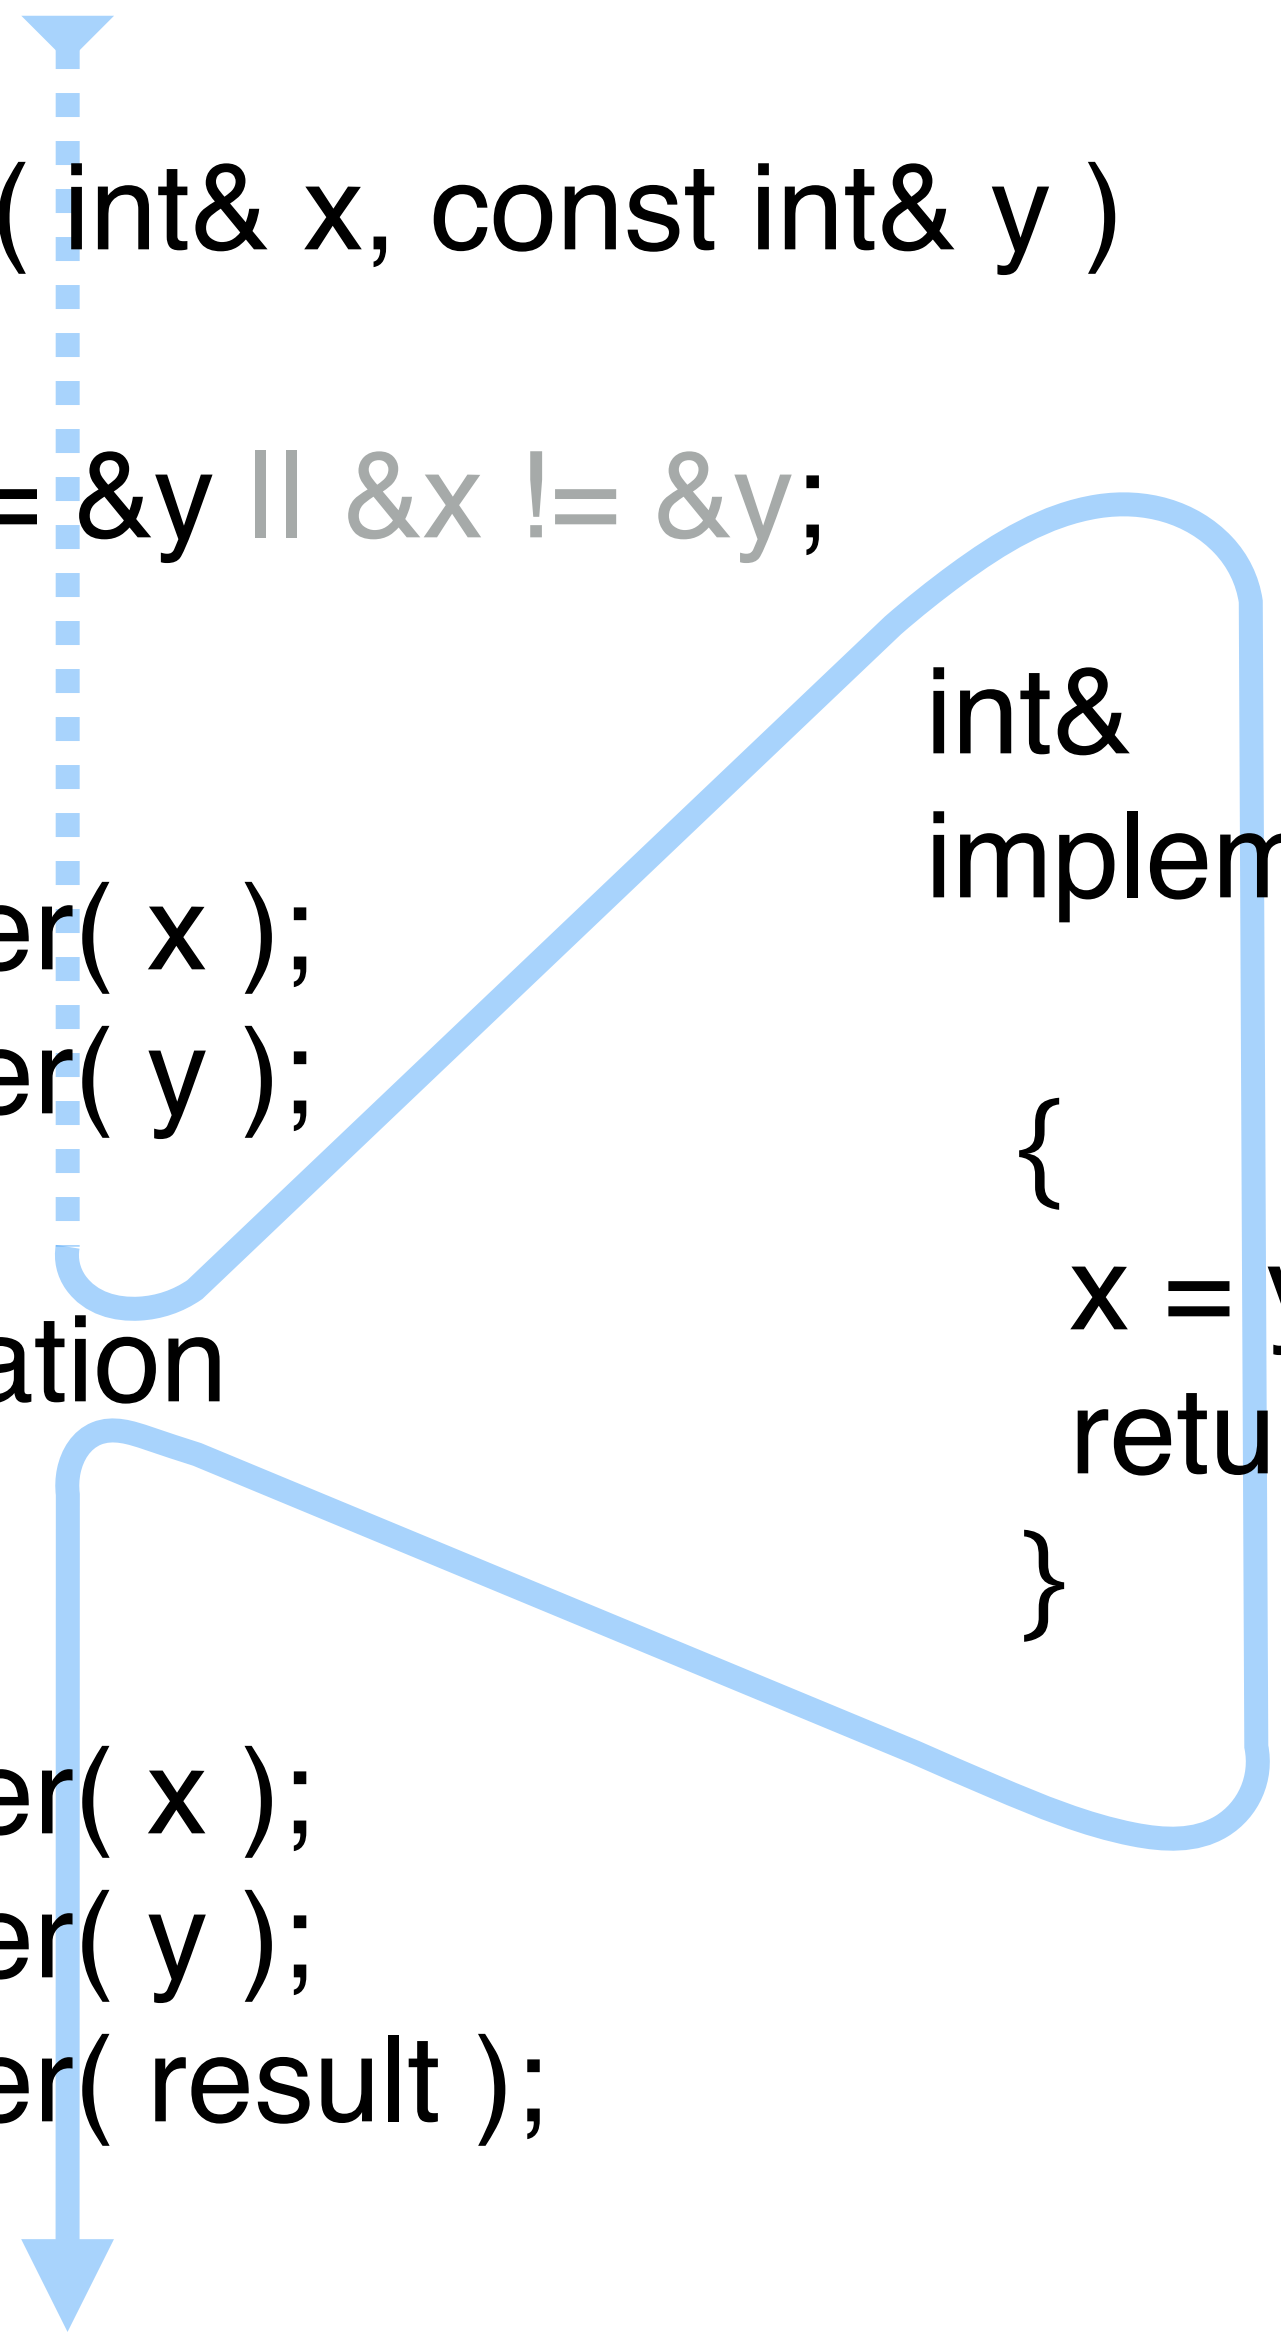 ( int& x, const int& y )
= &y || &x != &y;
int&
implem
er( x );
er( y );
{
x = y
ation
retu
}
er( x );
er( y );
er( result );